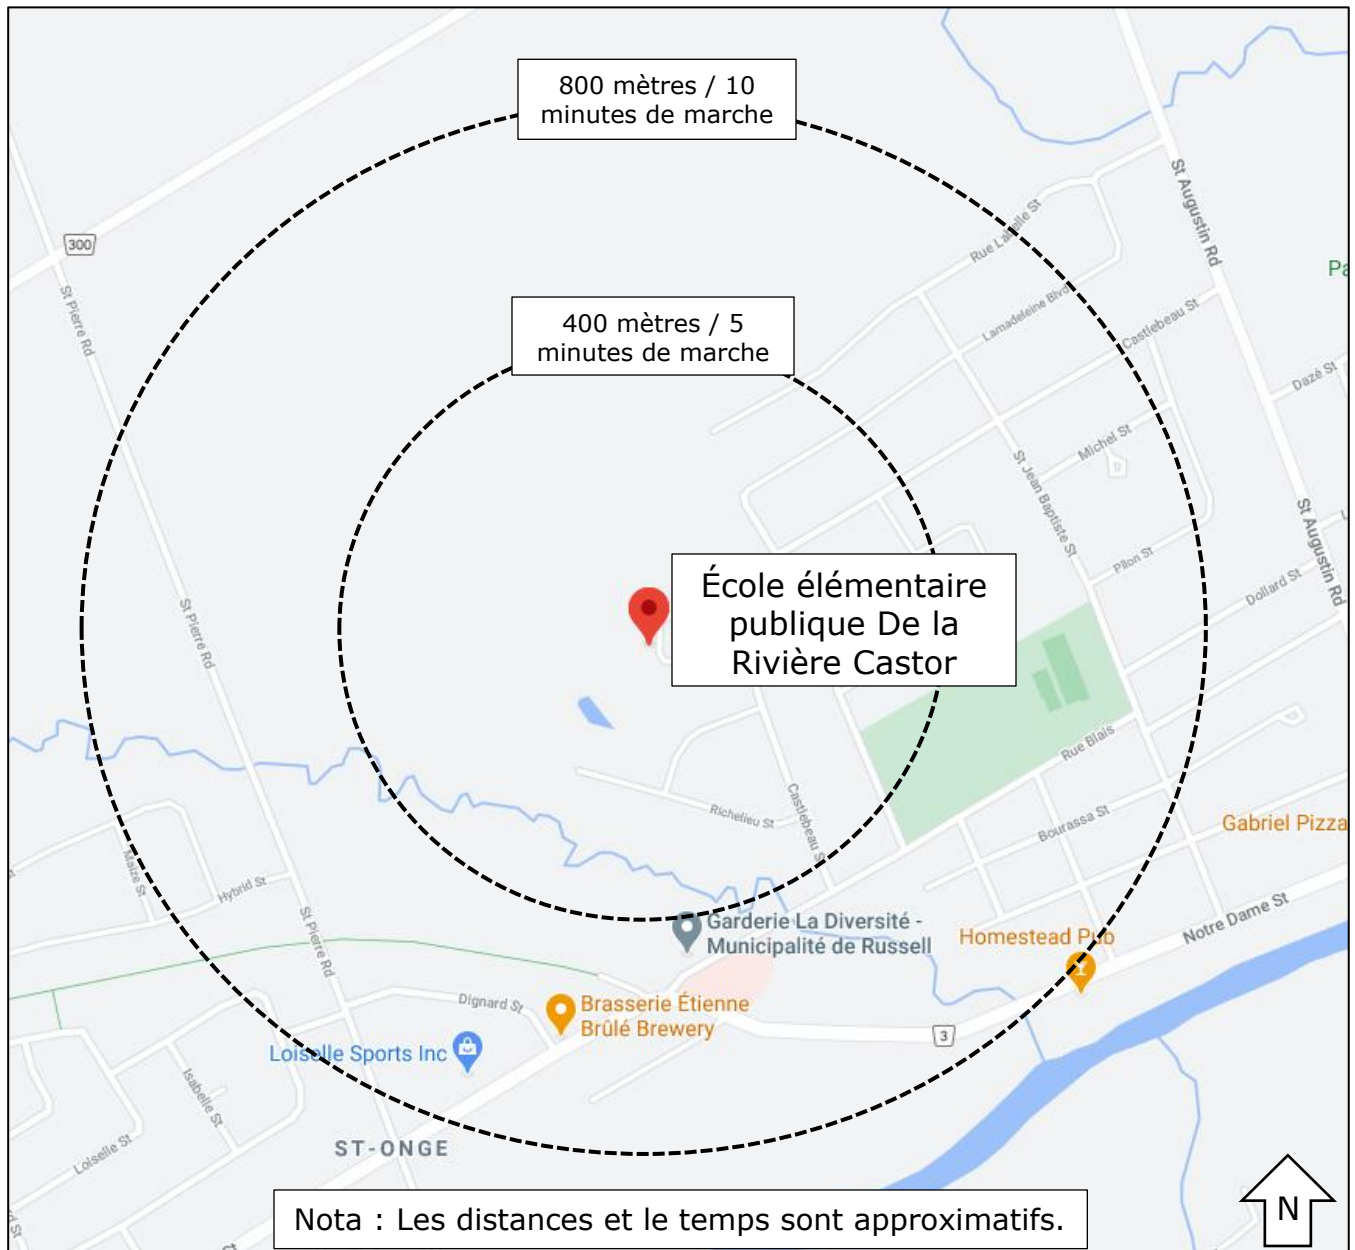 800 mètres / 10
minutes de marche
St Augustin Rd
Rue Labelle St
300
Pa
St Pierre Rd
Lamadeleine Blvd
Castlebeau St
400 mètres / 5
minutes de marche
Dazé St
Michel St
St Jean Baptiste St
St Augustin Rd
Pilon St
Dollard St
École élémentaire
publique De la
Rivière Castor
St Pierre Rd
Rue Blais
Richelieu St
Castlebeau St
Bourassa St
Gabriel Pizza
Maize St
Hybrid St
St Pierre Rd
Garderie La Diversité -
Municipalité de Russell
Homestead Pub
Notre Dame St
Dignard St
Brasserie Étienne
Brûlé Brewery
3
Loiselle Sports Inc
Isabelle St
Loiselle St
ST-ONGE
Nota : Les distances et le temps sont approximatifs.
N